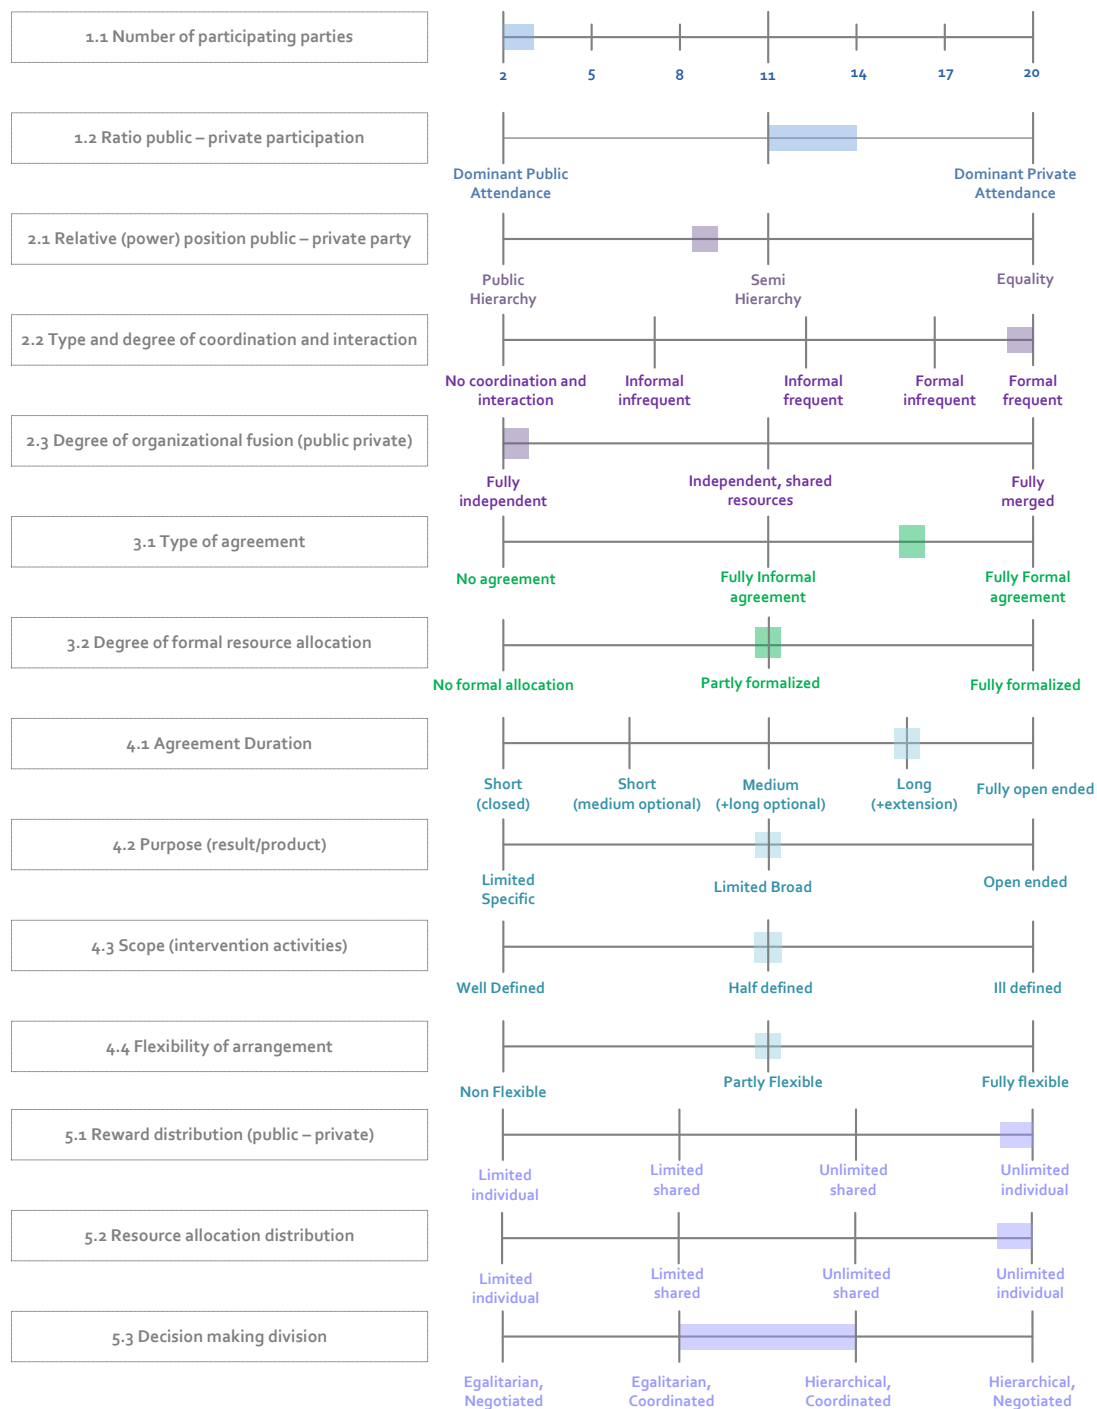 1.1 Number of participating parties
2 5 8 11 14 17 20
1.2 Ratio public – private participation
Dominant Public
Attendance
Dominant Private
Attendance
2.1 Relative (power) position public – private party
Public
Hierarchy
Semi
Hierarchy
Equality
2.2 Type and degree of coordination and interaction
No coordination and
interaction
Informal
infrequent
Informal
frequent
Formal
infrequent
Formal
frequent
2.3 Degree of organizational fusion (public private)
Fully
independent
Independent, shared
resources
Fully
merged
3.1 Type of agreement
No agreement
Fully Informal
agreement
Fully Formal
agreement
3.2 Degree of formal resource allocation
No formal allocation
Partly formalized
Fully formalized
4.1 Agreement Duration
Short
(closed)
Short
(medium optional)
Medium
(+long optional)
Long
(+extension)
Fully open ended
4.2 Purpose (result/product)
Limited
Specific
Limited Broad
Open ended
4.3 Scope (intervention activities)
Well Defined
Half defined
Ill defined
4.4 Flexibility of arrangement
Non Flexible
Partly Flexible
Fully flexible
5.1 Reward distribution (public – private)
Limited
individual
Limited
shared
Unlimited
shared
Unlimited
individual
5.2 Resource allocation distribution
Limited
individual
Limited
shared
Unlimited
shared
Unlimited
individual
5.3 Decision making division
Egalitarian,
Negotiated
Egalitarian,
Coordinated
Hierarchical,
Coordinated
Hierarchical,
Negotiated